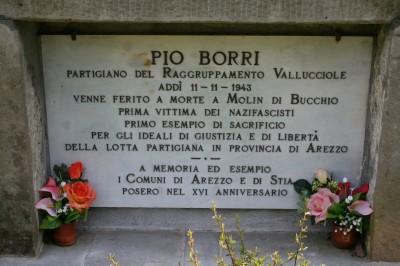 PIO BORRI
PARTIGIANO DEL RAGGRUPPAMENTO VALLUCCIOLE
ADDÌ 11-11-1943
VENNE FERITO A MORTE A MOLIN DI BUCCHIO
PRIMA VITTIMA DEI NAZIFASCISTI
PRIMO ESEMPIO DI SACRIFICIO
PER GLI IDEALI DI GIUSTIZIA E DI LIBERTÀ
DELLA LOTTA PARTIGIANA IN PROVINCIA DI AREZZO
A MEMORIA ED ESEMPIO
I COMUNI DI AREZZO E DI STIA
POSERO NEL XVI ANNIVERSARIO